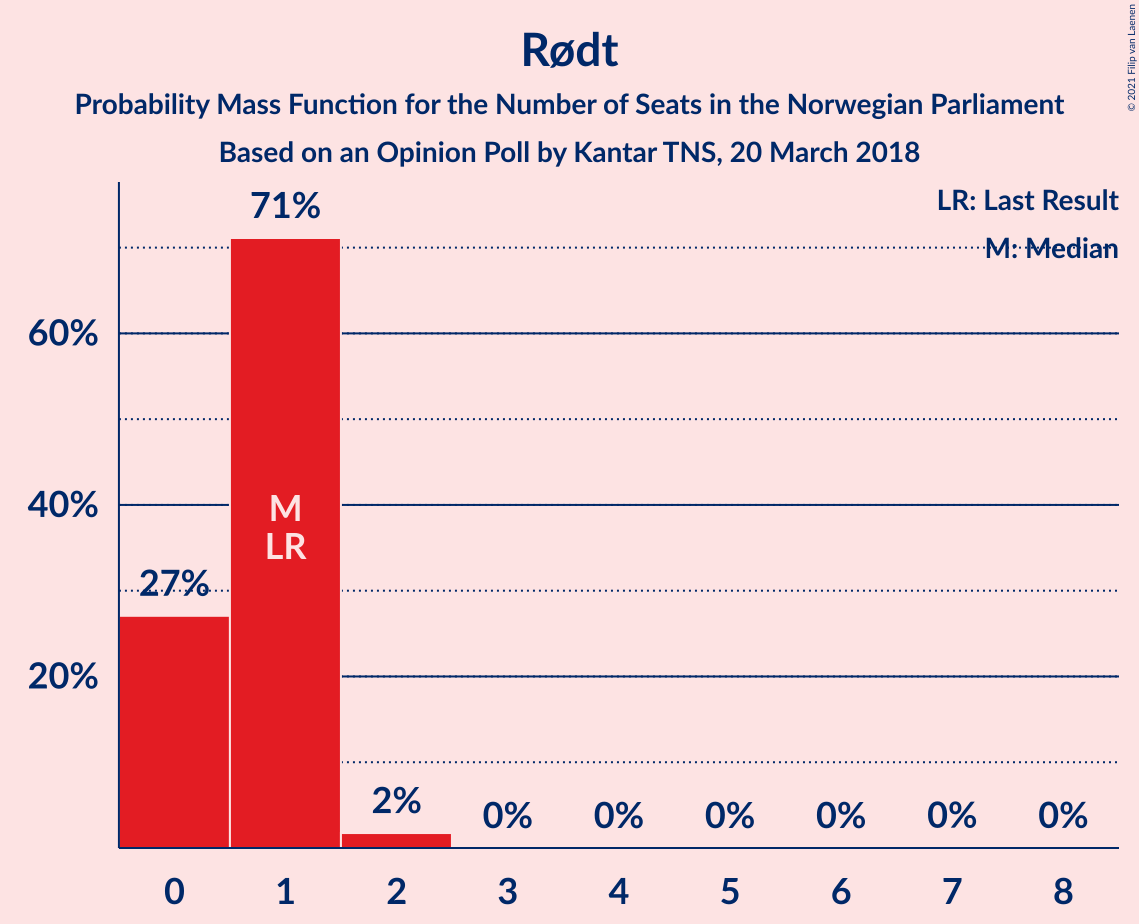 Rødt
Probability Mass Function for the Number of Seats in the Norwegian Parliament
Based on an Opinion Poll by Kantar TNS, 20 March 2018
© 2021 Filip van Laenen
LR: Last Result
M: Median
71%
60%
40%
20%
27%
M
LR
2%
0%
0%
0%
0%
0%
0%
0 1 2 3 4 5 6 7 8